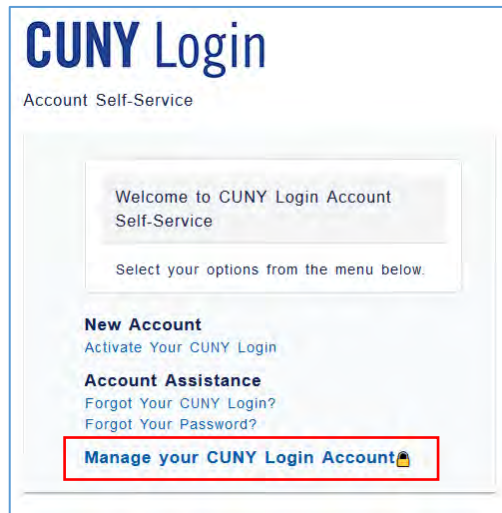 CUNY Login
Account Self-Service
Welcome to CUNY Login Account
Self-Service
Select your options from the menu below.
New Account
Activate Your CUNY Login
Account Assistance
Forgot Your CUNY Login?
Forgot Your Password?
Manage your CUNY Login Account